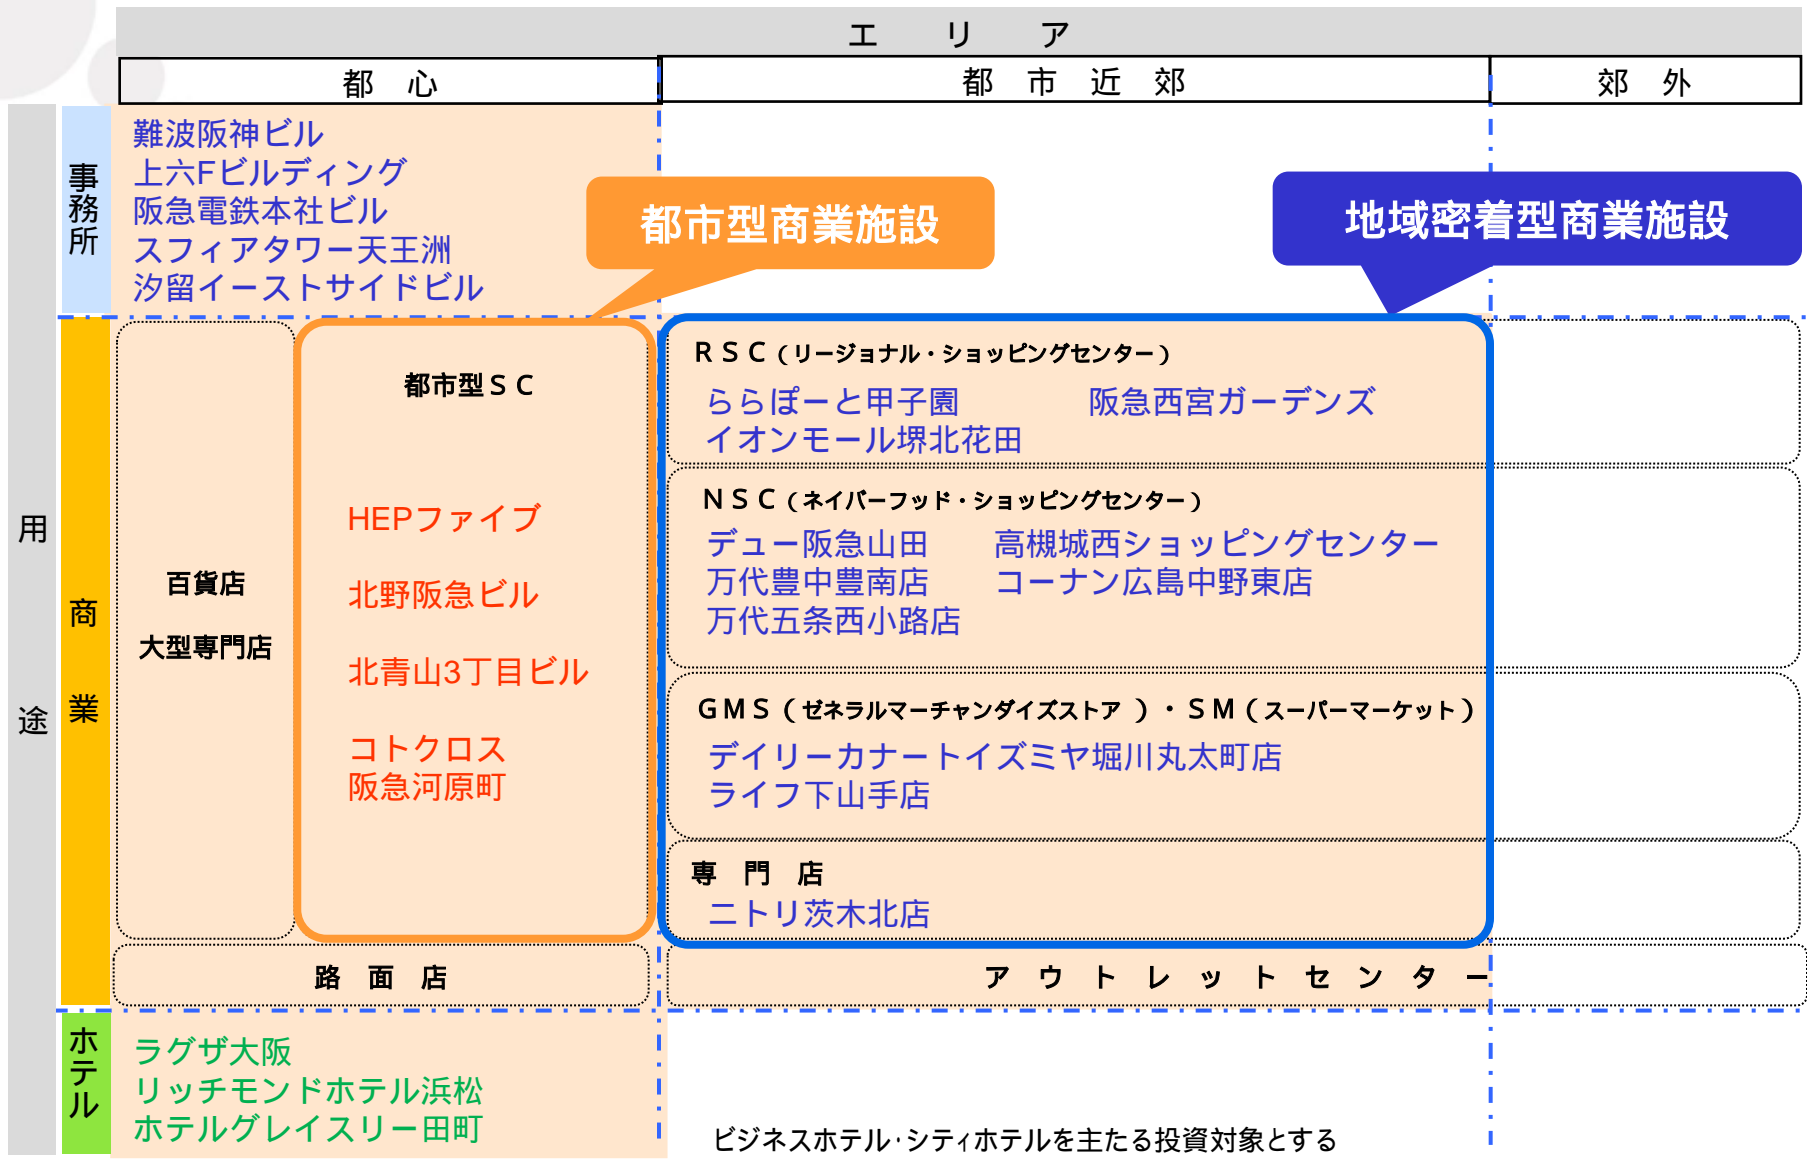 エリア
都心
都市近郊
郊外
用途
事務所
難波阪神ビル
上六Fビルディング
阪急電鉄本社ビル
スフィアタワー天王洲
汐留イーストサイドビル
都市型商業施設
地域密着型商業施設
商業
百貨店
大型専門店
都市型ＳＣ
HEPファイブ
北野阪急ビル
北青山3丁目ビル
コトクロス
阪急河原町
ＲＳＣ（リージョナル・ショッピングセンター）
ららぽーと甲子園　阪急西宮ガーデンズ
イオンモール堺北花田
ＮＳＣ（ネイバーフッド・ショッピングセンター）
デュー阪急山田　高槻城西ショッピングセンター
万代豊中豊南店　コーナン広島中野東店
万代五条西小路店
ＧＭＳ（ゼネラルマーチャンダイズストア）・ＳＭ（スーパーマーケット）
デイリーカナートイズミヤ堀川丸太町店
ライフ下山手店
専門店
ニトリ茨木北店
路面店
アウトレットセンター
ホテル
ラグザ大阪
リッチモンドホテル浜松
ホテルグレイスリー田町
ビジネスホテル・シティホテルを主たる投資対象とする